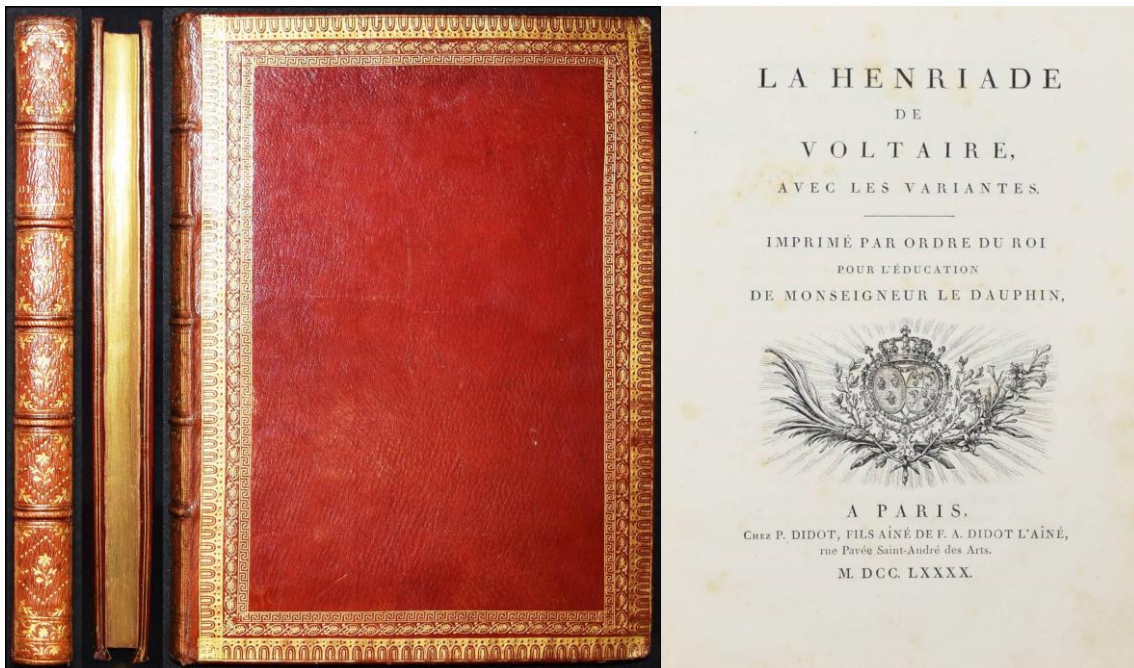 HENRIADE
LA HENRIADE
DE
VOLTAIRE,
AVEC LES VARIANTES.
IMPRIMÉ PAR ORDRE DU ROI
POUR L'ÉDUCATION
DE MONSEIGNEUR LE DAUPHIN,
A PARIS,
CHEZ P. DIDOT, FILS AÎNÉ DE F. A. DIDOT L'AÎNÉ,
rue Pavée Saint-André des Arts.
M. DCC. LXXXX.